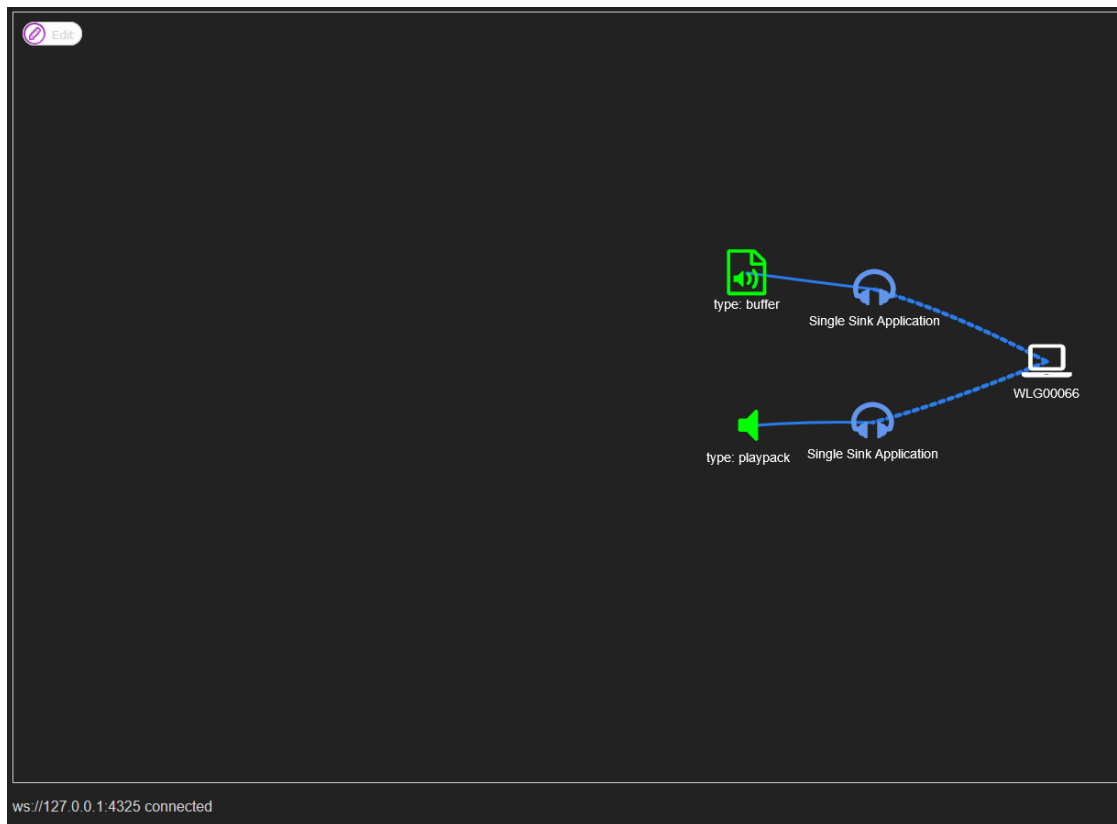 Edit
type: buffer
Single Sink Application
WLG00066
type: playpack
Single Sink Application
ws://127.0.0.1:4325 connected